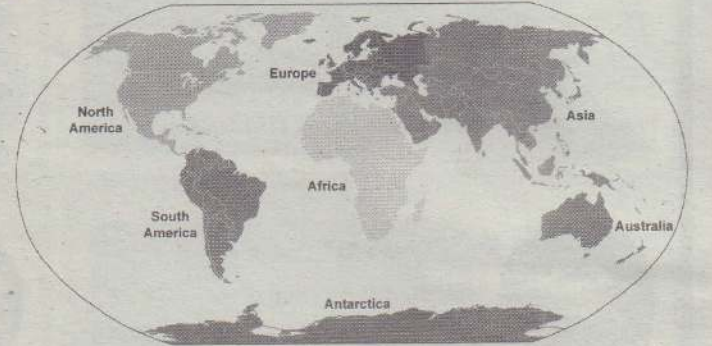 Europe
North
America
Asia
Africa
South
America
Australia
Antarctica